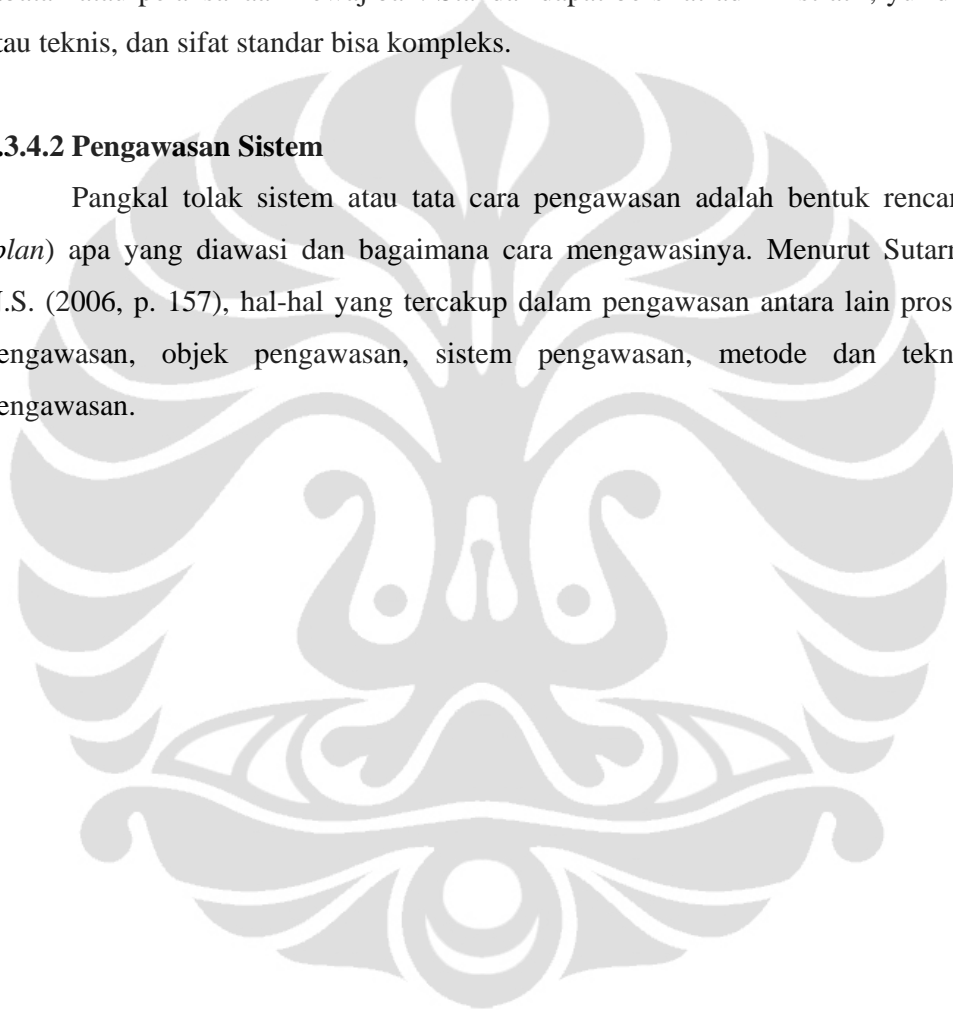 tau teknis, dan sifat standar bisa kompleks.
.3.4.2 Pengawasan Sistem
Pangkal tolak sistem atau tata cara pengawasan adalah bentuk rencan
plan) apa yang diawasi dan bagaimana cara mengawasinya. Menurut Sutarn
.S. (2006, p. 157), hal-hal yang tercakup dalam pengawasan antara lain pros
engawasan, objek pengawasan, sistem pengawasan, metode dan tekn
engawasan.